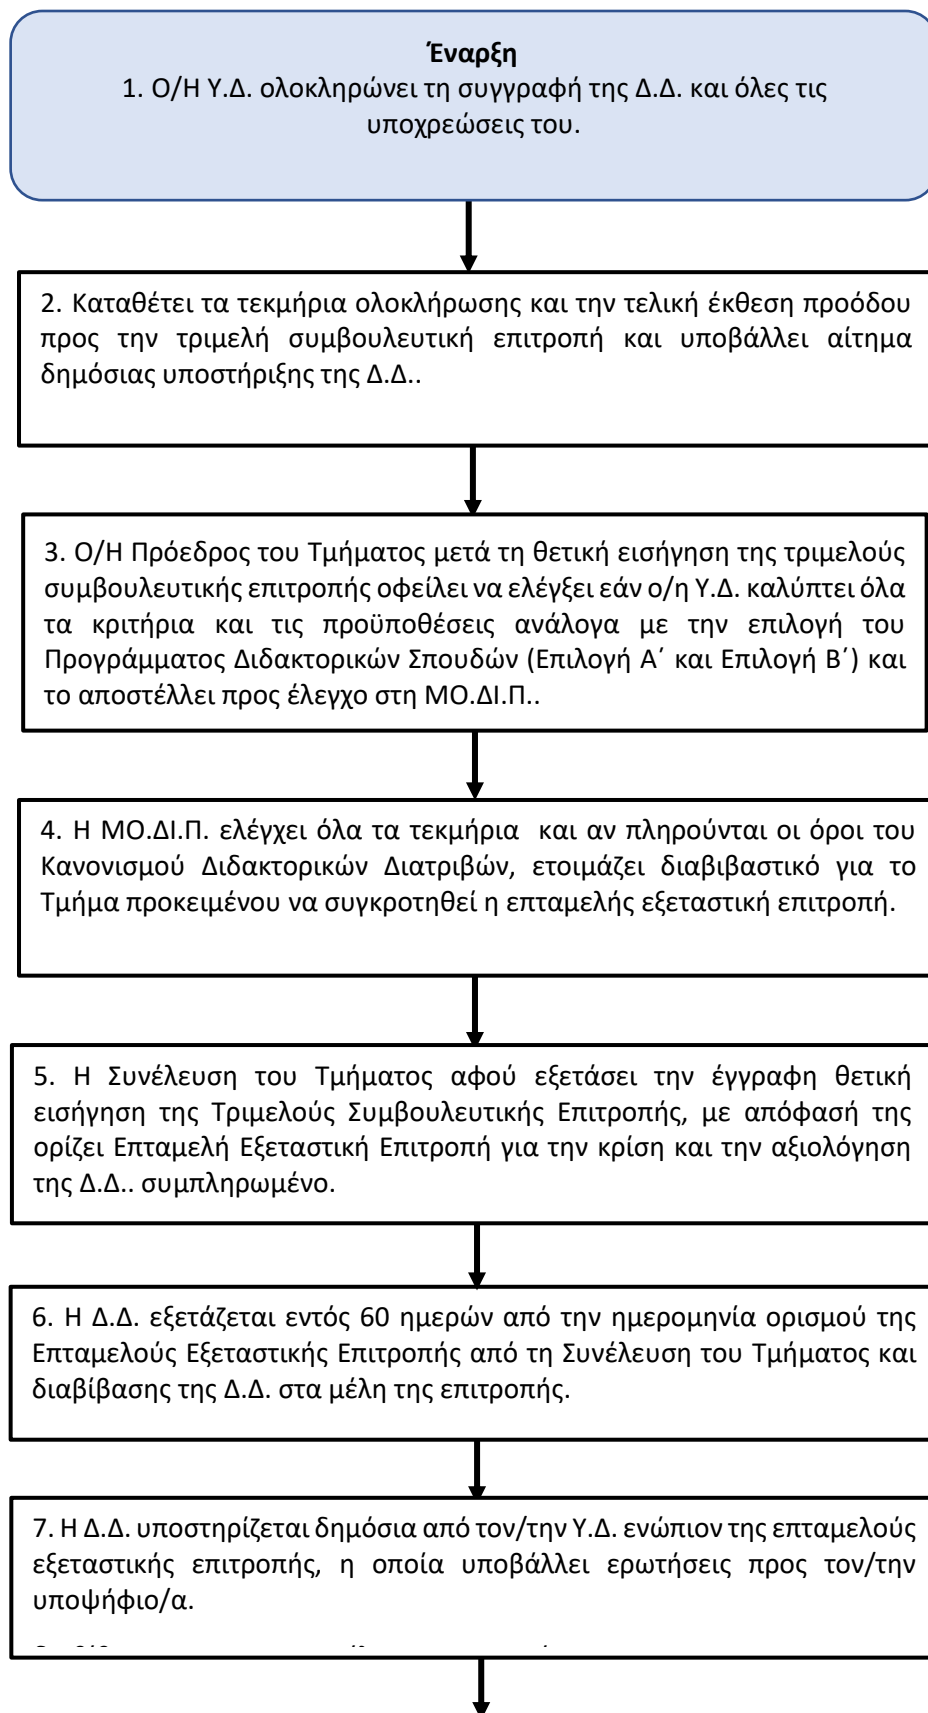 Έναρξη
1. Ο/Η Υ.Δ. ολοκληρώνει τη συγγραφή της Δ.Δ. και όλες τις
υποχρεώσεις του.
2. Καταθέτει τα τεκμήρια ολοκλήρωσης και την τελική έκθεση προόδου
προς την τριμελή συμβουλευτική επιτροπή και υποβάλλει αίτημα
δημόσιας υποστήριξης της Δ.Δ..
3. Ο/Η Πρόεδρος του Τμήματος μετά τη θετική εισήγηση της τριμελούς
συμβουλευτικής επιτροπής οφείλει να ελέγξει εάν ο/η Υ.Δ. καλύπτει όλα
τα κριτήρια και τις προϋποθέσεις ανάλογα με την επιλογή του
Προγράμματος Διδακτορικών Σπουδών (Επιλογή Α΄ και Επιλογή Β΄) και
το αποστέλλει προς έλεγχο στη ΜΟ.ΔΙ.Π..
4. Η ΜΟ.ΔΙ.Π. ελέγχει όλα τα τεκμήρια και αν πληρούνται οι όροι του
Κανονισμού Διδακτορικών Διατριβών, ετοιμάζει διαβιβαστικό για το
Τμήμα προκειμένου να συγκροτηθεί η επταμελής εξεταστική επιτροπή.
5. Η Συνέλευση του Τμήματος αφού εξετάσει την έγγραφη θετική
εισήγηση της Τριμελούς Συμβουλευτικής Επιτροπής, με απόφασή της
ορίζει Επταμελή Εξεταστική Επιτροπή για την κρίση και την αξιολόγηση
της Δ.Δ.. συμπληρωμένο.
6. Η Δ.Δ. εξετάζεται εντός 60 ημερών από την ημερομηνία ορισμού της
Επταμελούς Εξεταστικής Επιτροπής από τη Συνέλευση του Τμήματος και
διαβίβασης της Δ.Δ. στα μέλη της επιτροπής.
7. Η Δ.Δ. υποστηρίζεται δημόσια από τον/την Υ.Δ. ενώπιον της επταμελούς
εξεταστικής επιτροπής, η οποία υποβάλλει ερωτήσεις προς τον/την
υποψήφιο/α.